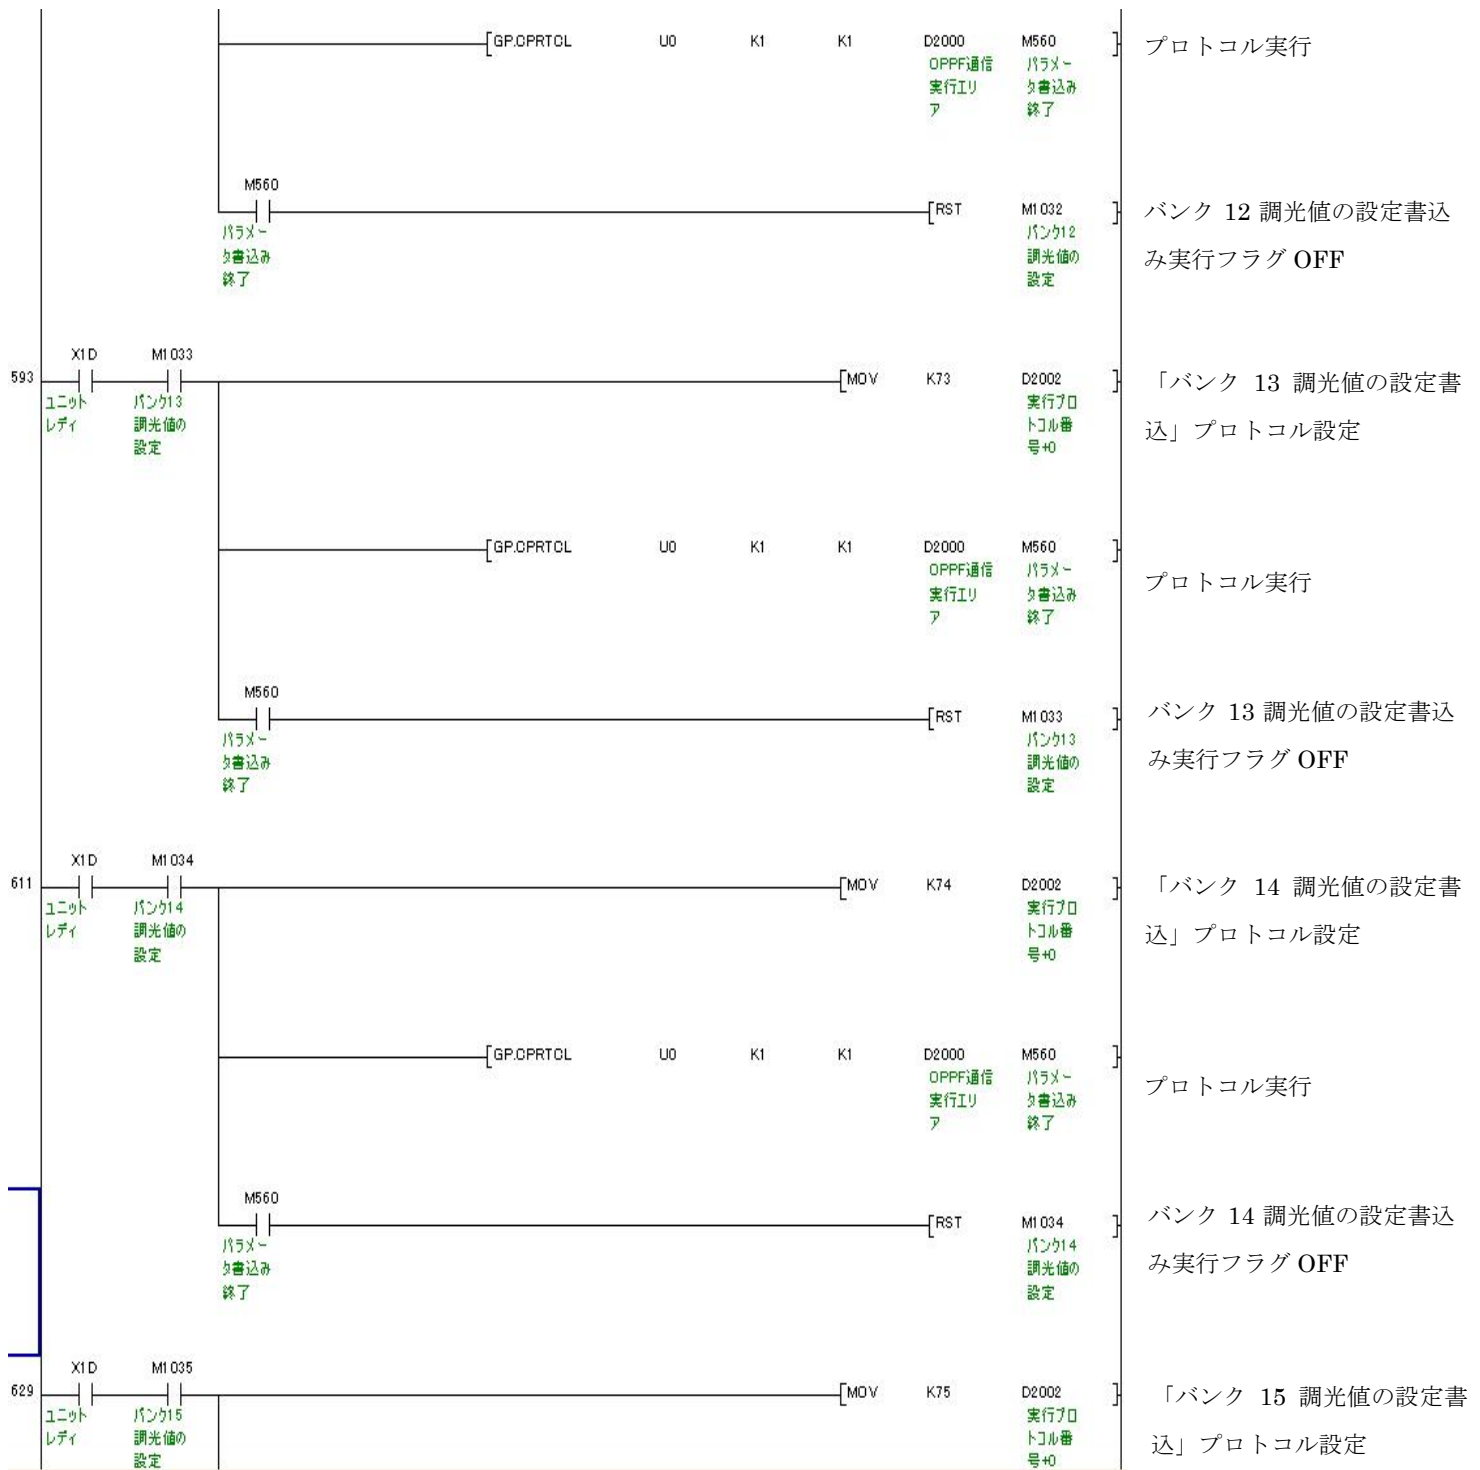 [GP.CPRTCL U0 K1 K1 D2000 M560 ] プロトコル実行
OPPF通信 パラメー
実行エリ タ書込み
ア 終了
M560
[RST M1032 ] バンク 12 調光値の設定書込
パラメー バンク12
タ書込み 調光値の み実行フラグ OFF
終了 設定
X1D M1033
593 [MOV K73 D2002 ] 「バンク 13 調光値の設定書
ユニット バンク13 実行プロ
レディ 調光値の トコル番 込」プロトコル設定
設定 号+0
[GP.CPRTCL U0 K1 K1 D2000 M560 ]
OPPF通信 パラメー プロトコル実行
実行エリ タ書込み
ア 終了
M560
[RST M1033 ] バンク 13 調光値の設定書込
パラメー バンク13
タ書込み 調光値の み実行フラグ OFF
終了 設定
X1D M1034
611 [MOV K74 D2002 ] 「バンク 14 調光値の設定書
ユニット バンク14 実行プロ
レディ 調光値の トコル番 込」プロトコル設定
設定 号+0
[GP.CPRTCL U0 K1 K1 D2000 M560 ]
OPPF通信 パラメー プロトコル実行
実行エリ タ書込み
ア 終了
M560
[RST M1034 ] バンク 14 調光値の設定書込
パラメー バンク14
タ書込み 調光値の み実行フラグ OFF
終了 設定
X1D M1035
629 [MOV K75 D2002 ] 「バンク 15 調光値の設定書
ユニット バンク15 実行プロ
レディ 調光値の トコル番 込」プロトコル設定
設定 号+0